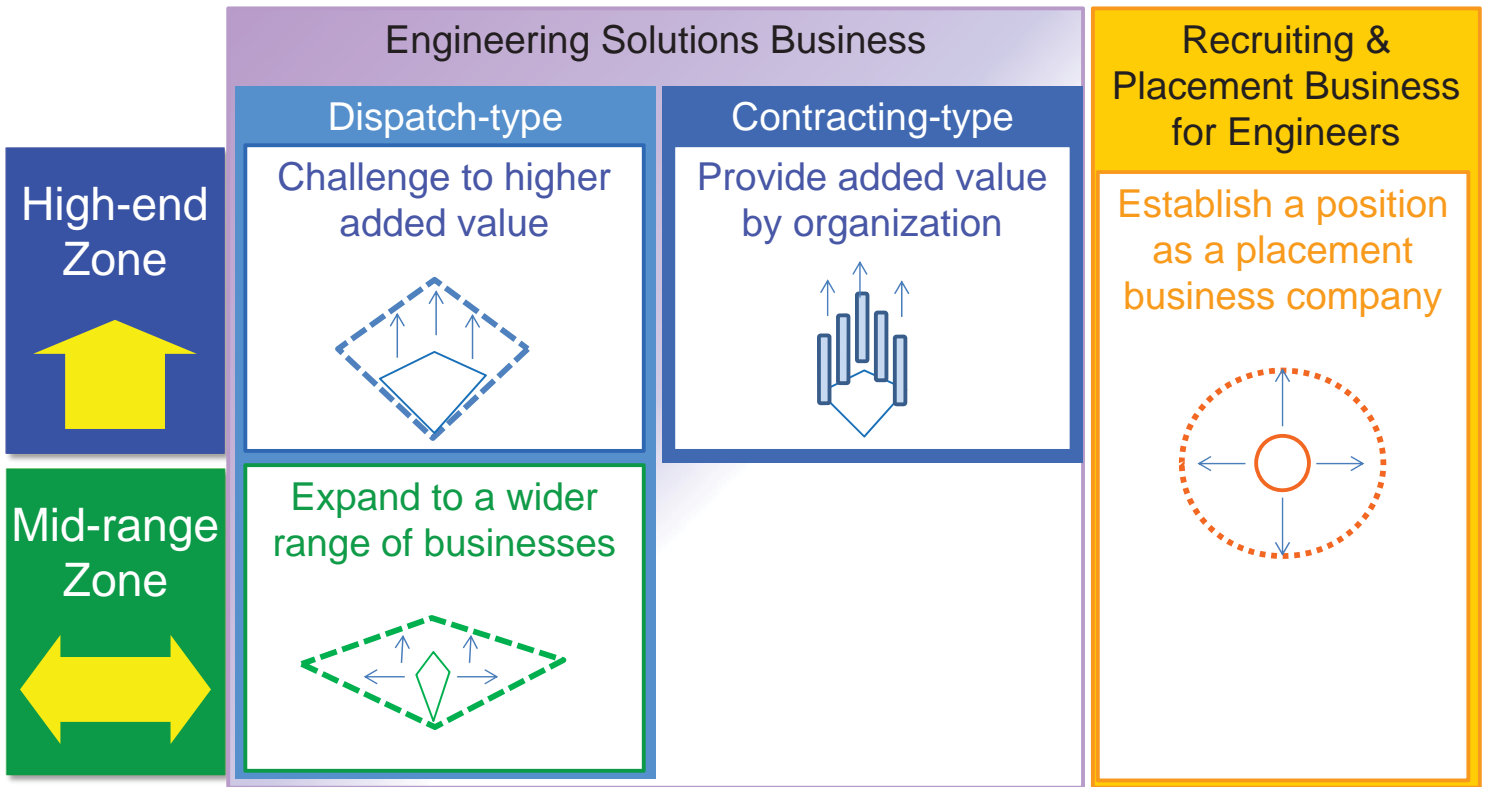 Engineering Solutions Business
Recruiting &
Placement Business
for Engineers
Dispatch-type
Contracting-type
High-end
Zone
Challenge to higher
added value
Provide added value
by organization
Establish a position
as a placement
business company
Mid-range
Zone
Expand to a wider
range of businesses